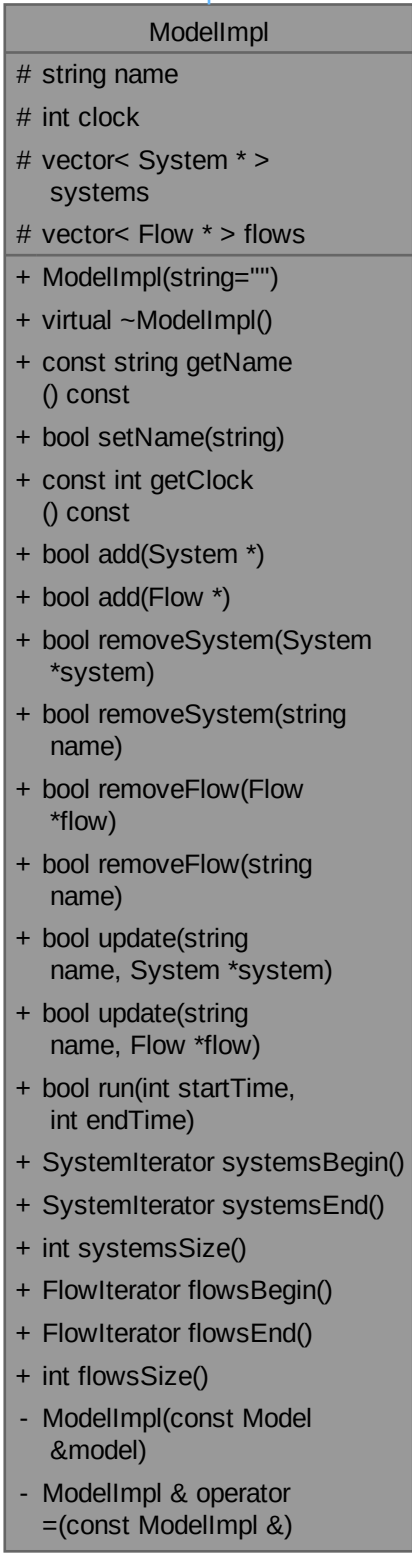 ModelImpl
# string name
# int clock
# vector< System * >
systems
# vector< Flow * > flows
+ ModelImpl(string="")
+ virtual ~ModelImpl()
+ const string getName
() const
+ bool setName(string)
+ const int getClock
() const
+ bool add(System *)
+ bool add(Flow *)
+ bool removeSystem(System
*system)
+ bool removeSystem(string
name)
+ bool removeFlow(Flow
*flow)
+ bool removeFlow(string
name)
+ bool update(string
name, System *system)
+ bool update(string
name, Flow *flow)
+ bool run(int startTime,
int endTime)
+ SystemIterator systemsBegin()
+ SystemIterator systemsEnd()
+ int systemsSize()
+ FlowIterator flowsBegin()
+ FlowIterator flowsEnd()
+ int flowsSize()
- ModelImpl(const Model
&model)
- ModelImpl & operator
=(const ModelImpl &)